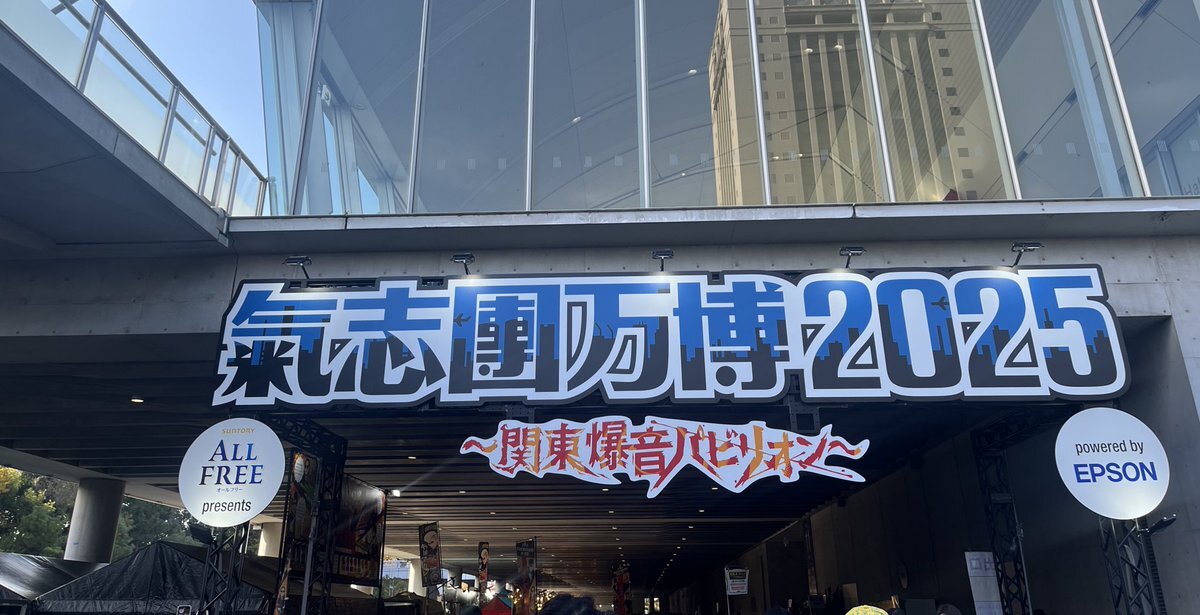 氣志團万博2025
～関東爆音パビリオン～
SUNTORY
ALL
FREE
オールフリー
presents
powered by
EPSON